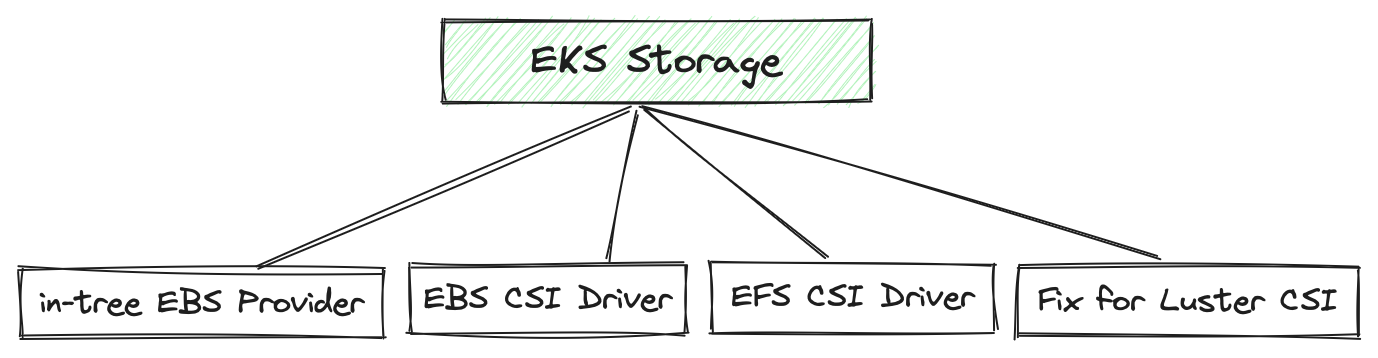 EKS Storage
in-tree EBS Provider
EBS CSI Driver
EFS CSI Driver
Fix for Luster CSI